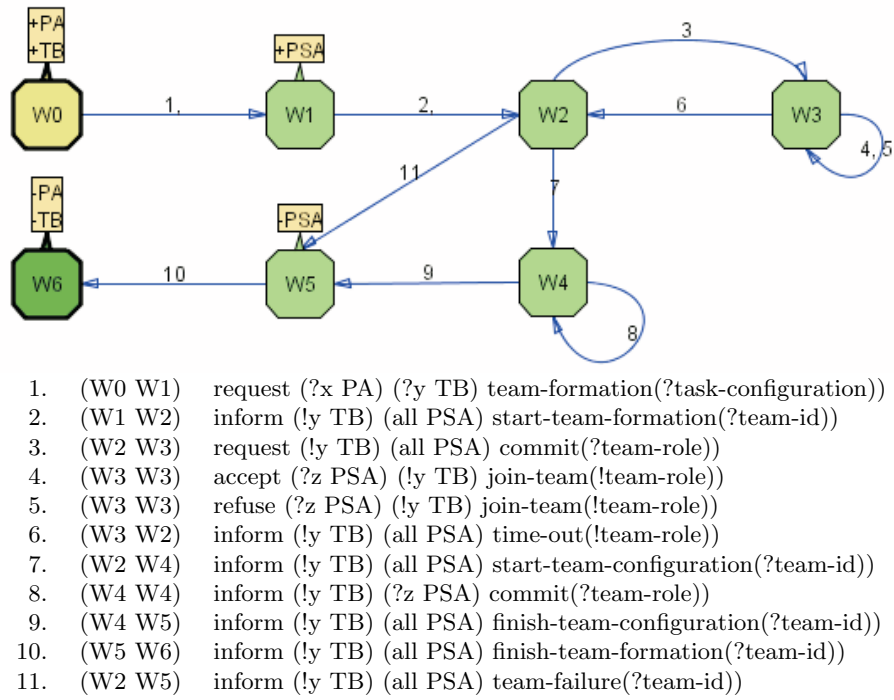 +PA
+TB
+PSA
3
W0
1,
W1
2,
W2
6
W3
4, 5
11
7
-PA
-TB
-PSA
W6
10
W5
9
W4
8
1. (W0 W1) request (?x PA) (?y TB) team-formation(?task-configuration))
2. (W1 W2) inform (!y TB) (all PSA) start-team-formation(?team-id))
3. (W2 W3) request (!y TB) (all PSA) commit(?team-role))
4. (W3 W3) accept (?z PSA) (!y TB) join-team(!team-role))
5. (W3 W3) refuse (?z PSA) (!y TB) join-team(!team-role))
6. (W3 W2) inform (!y TB) (all PSA) time-out(!team-role))
7. (W2 W4) inform (!y TB) (all PSA) start-team-configuration(?team-id))
8. (W4 W4) inform (!y TB) (?z PSA) commit(?team-role))
9. (W4 W5) inform (!y TB) (all PSA) finish-team-configuration(?team-id))
10. (W5 W6) inform (!y TB) (all PSA) finish-team-formation(?team-id))
11. (W2 W5) inform (!y TB) (all PSA) team-failure(?team-id))